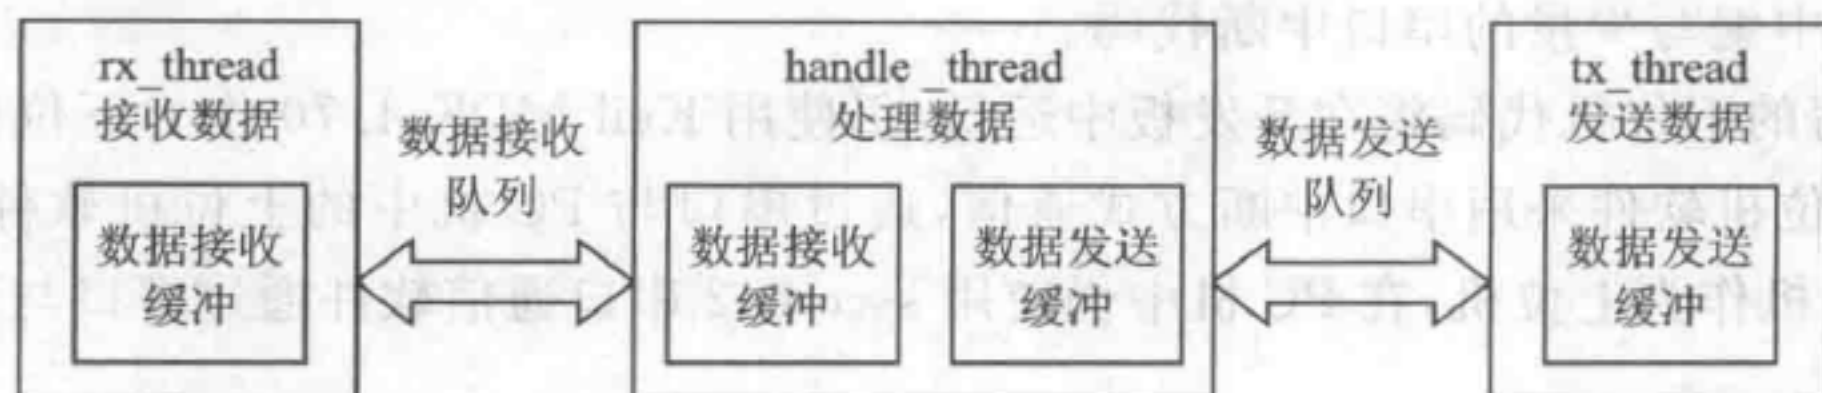 rx_thread
接收数据
数据接收
缓冲
数据接收
队列
handle _thread
处理数据
数据接收
缓冲
数据发送
缓冲
数据发送
队列
tx_thread
发送数据
数据发送
缓冲